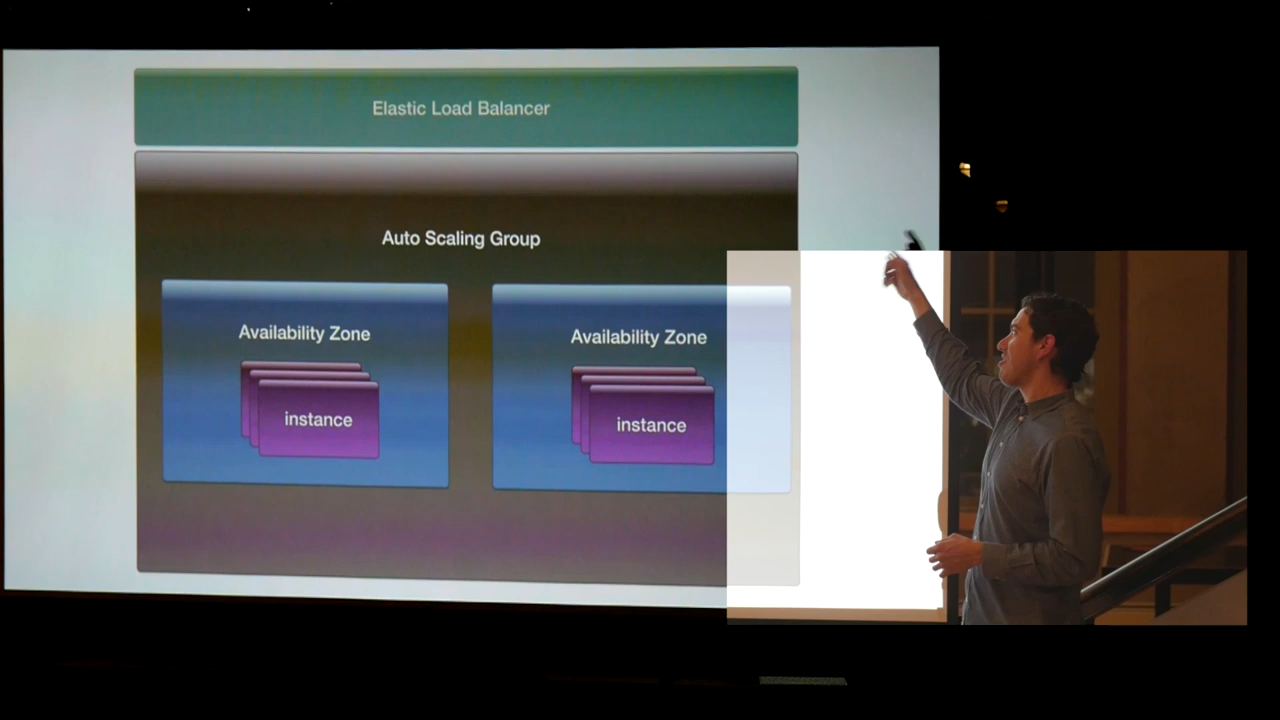 Elastic Load Balancer
Auto Scaling Group
Availability Zone
Availability Zone
instance
instance